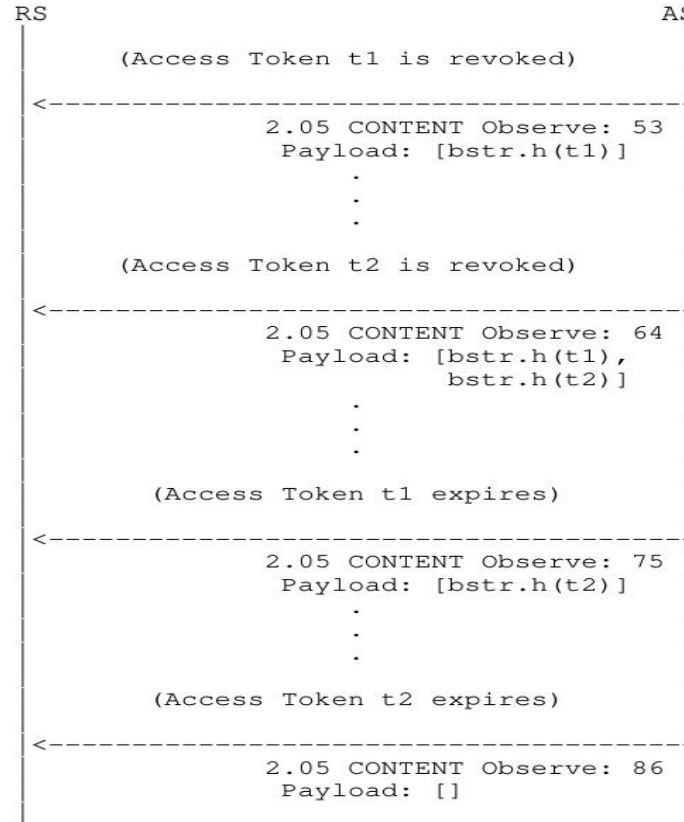 RS AS
(Access Token t1 is revoked)
<---------------------------------------
2.05 CONTENT Observe: 53
Payload: [bstr.h(t1)]
.
.
.
(Access Token t2 is revoked)
<---------------------------------------
2.05 CONTENT Observe: 64
Payload: [bstr.h(t1),
bstr.h(t2)]
.
.
.
(Access Token t1 expires)
<---------------------------------------
2.05 CONTENT Observe: 75
Payload: [bstr.h(t2)]
.
.
.
(Access Token t2 expires)
<---------------------------------------
2.05 CONTENT Observe: 86
Payload: []